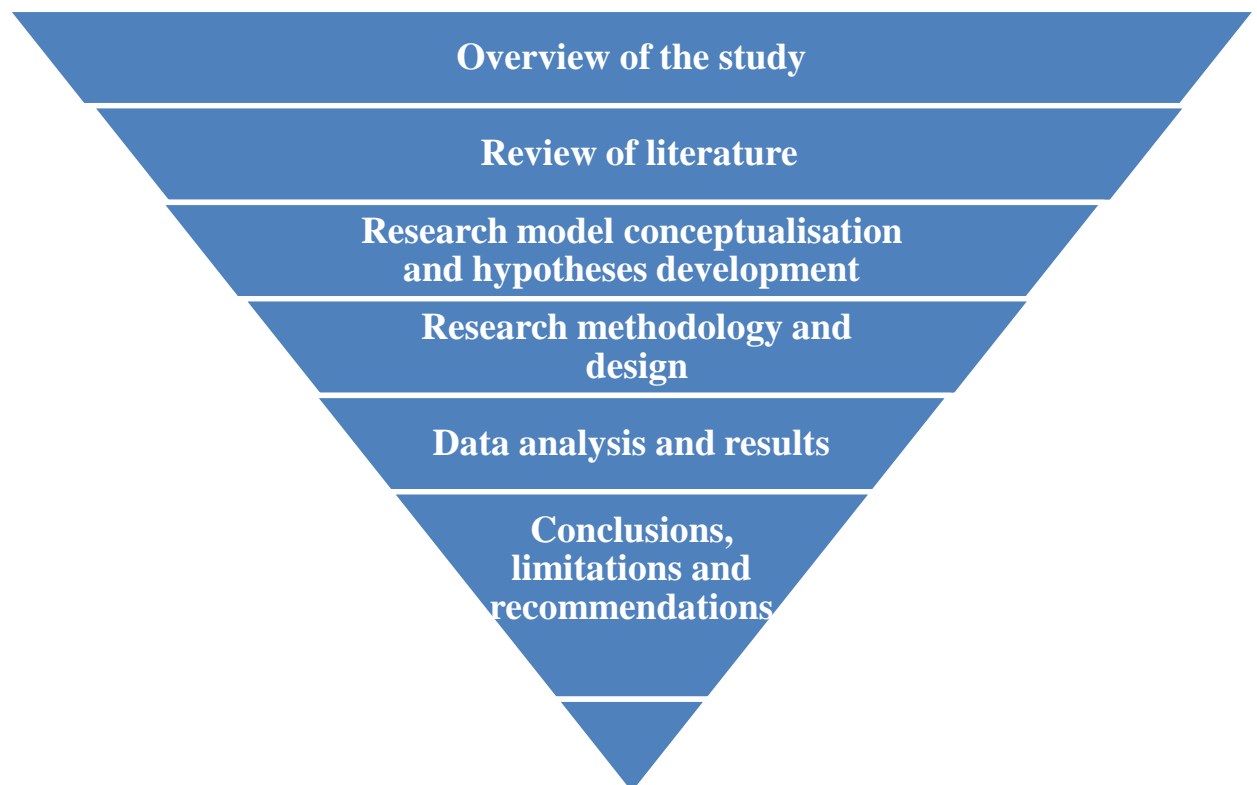 Overview of the study
Review of literature
Research model conceptualisation
and hypotheses development
Research methodology and
design
Data analysis and results
Conclusions,
limitations and
recommendations